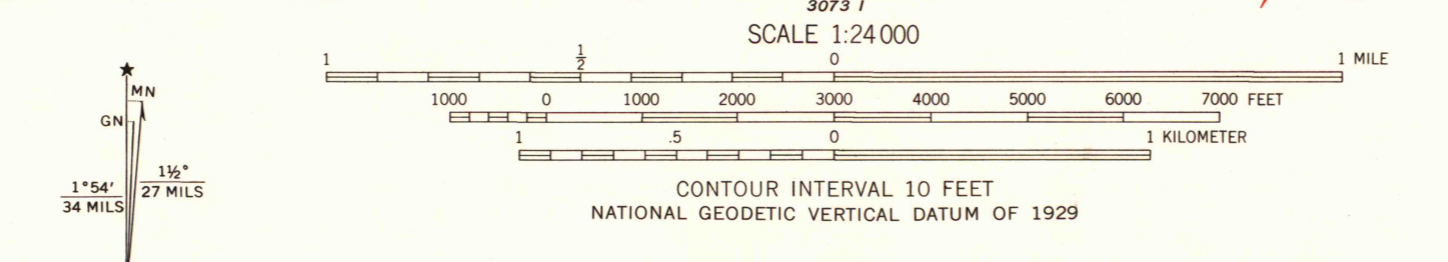 3073 I
SCALE 1:24 000
1 1/2 0 1 MILE
1000 0 1000 2000 3000 4000 5000 6000 7000 FEET
1 .5 0 1 KILOMETER
CONTOUR INTERVAL 10 FEET
NATIONAL GEODETIC VERTICAL DATUM OF 1929
★
MN
GN
1°54′
34 MILS
1½°
27 MILS